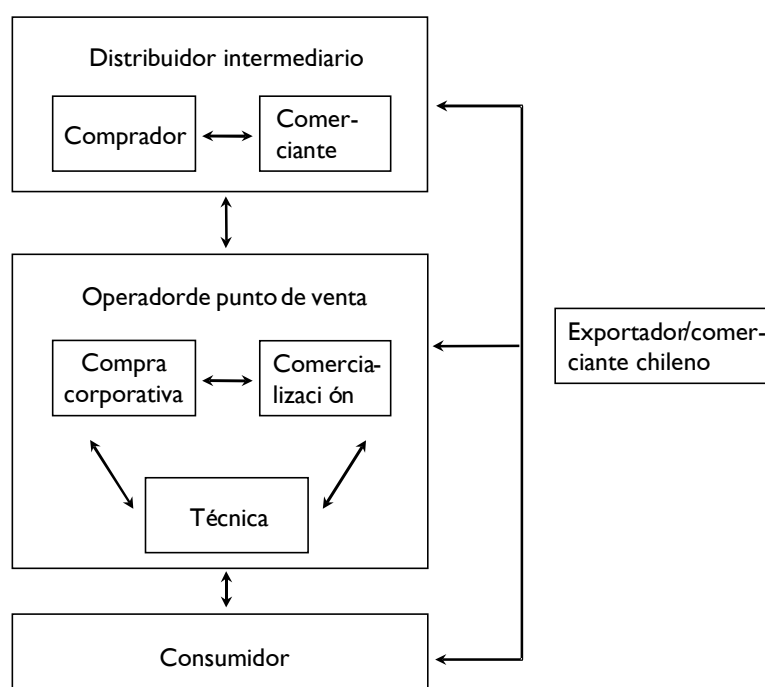 Distribuidor intermediario
Comprador
Comer-
ciante
Operadorde punto de venta
Compra
corporativa
Comercia-
lizaci ón
Técnica
Consumidor
Exportador/comer-
ciante chileno